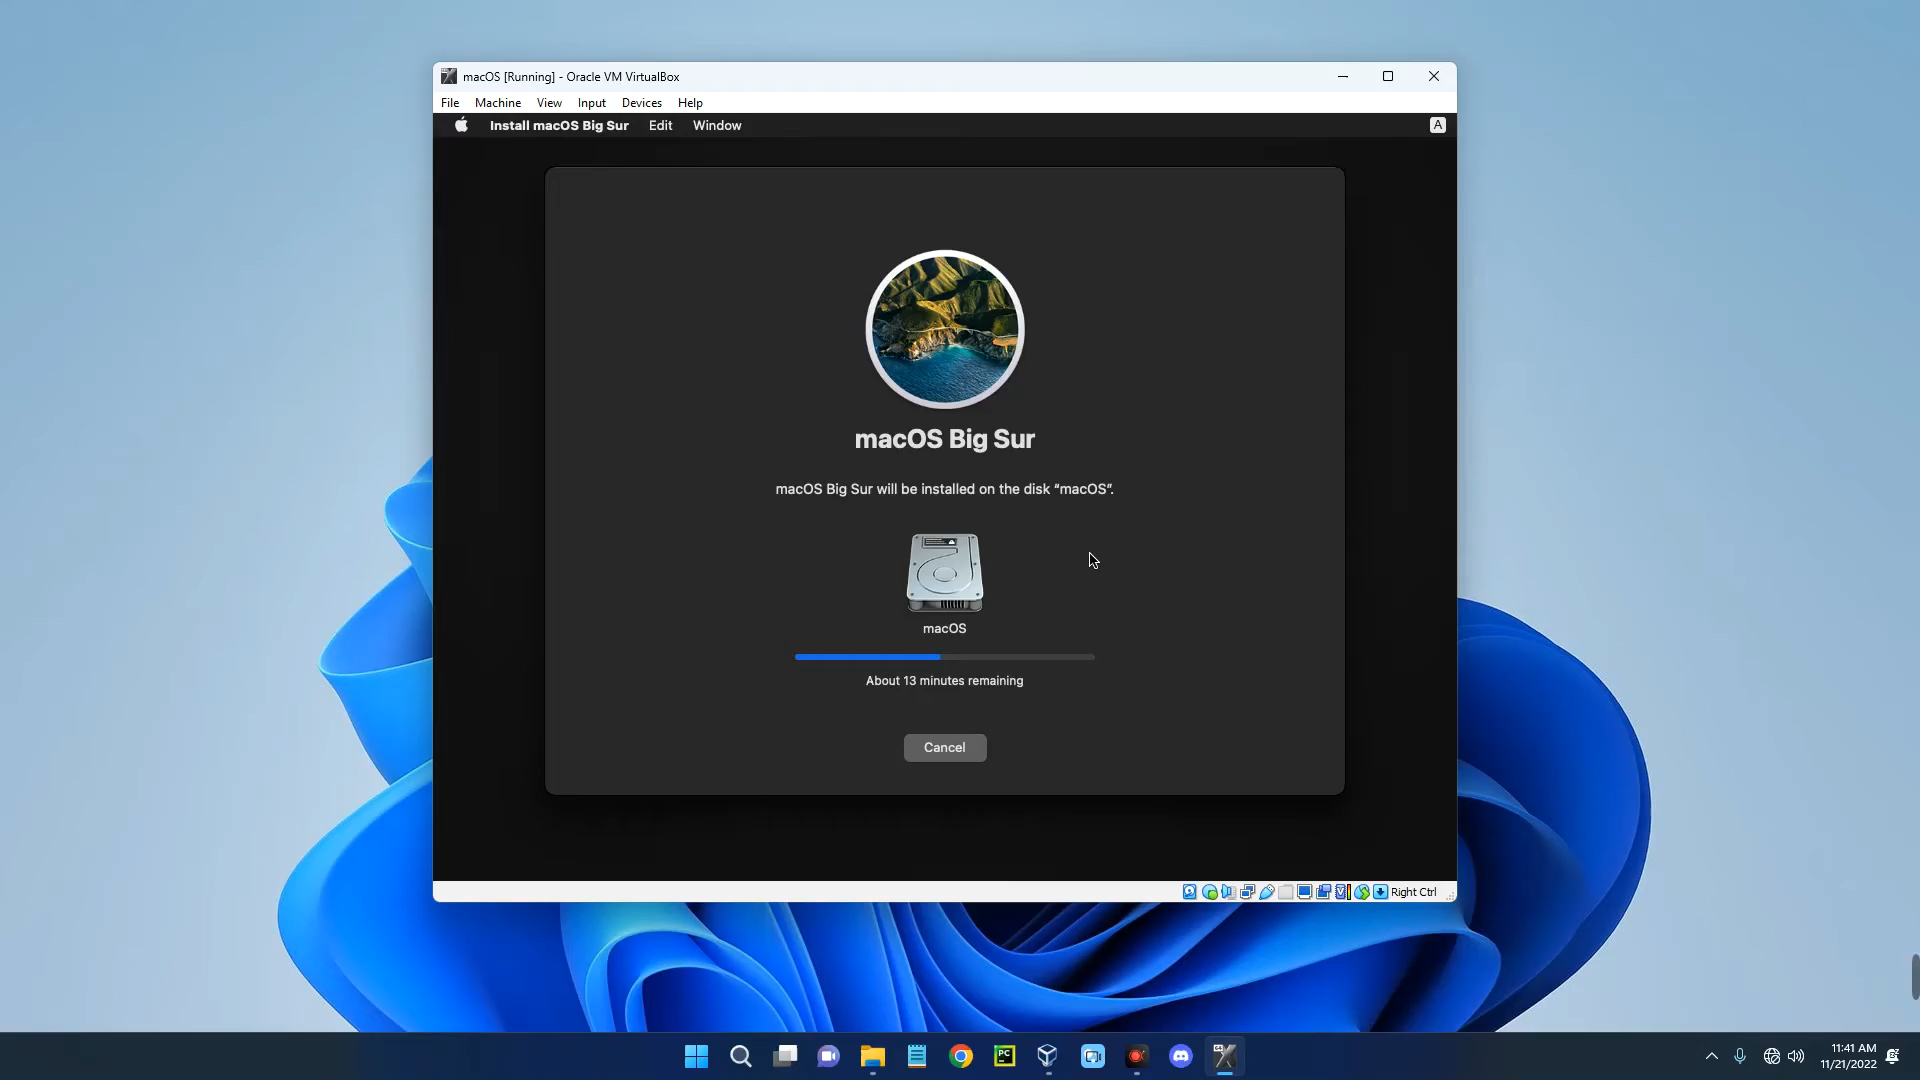 macOS [Running] - Oracle VM VirtualBox
File Machine View Input Devices Help
Install macOS Big Sur Edit Window
A
macOS Big Sur
macOS Big Sur will be installed on the disk “macOS”.
macOS
About 13 minutes remaining
Cancel
Right Ctrl
PC
11:41 AM
11/21/2022